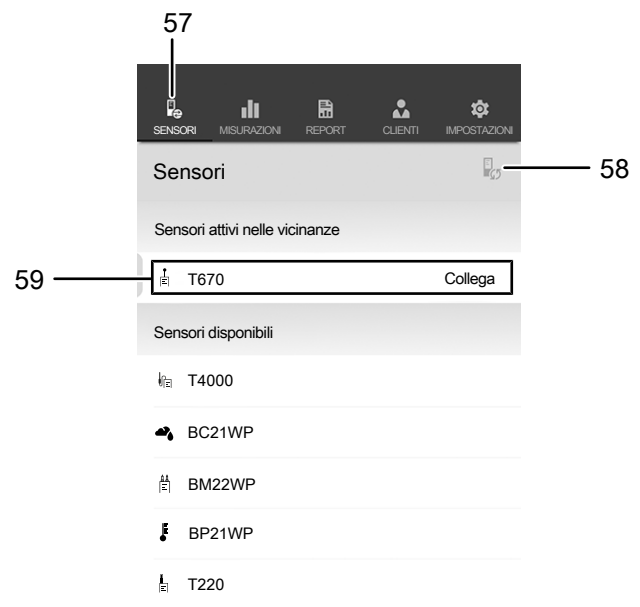 57
SENSORI MISURAZIONI REPORT CLIENTI IMPOSTAZIONI
Sensori
58
Sensori attivi nelle vicinanze
59
T670 Collega
Sensori disponibili
T4000
BC21WP
BM22WP
BP21WP
T220